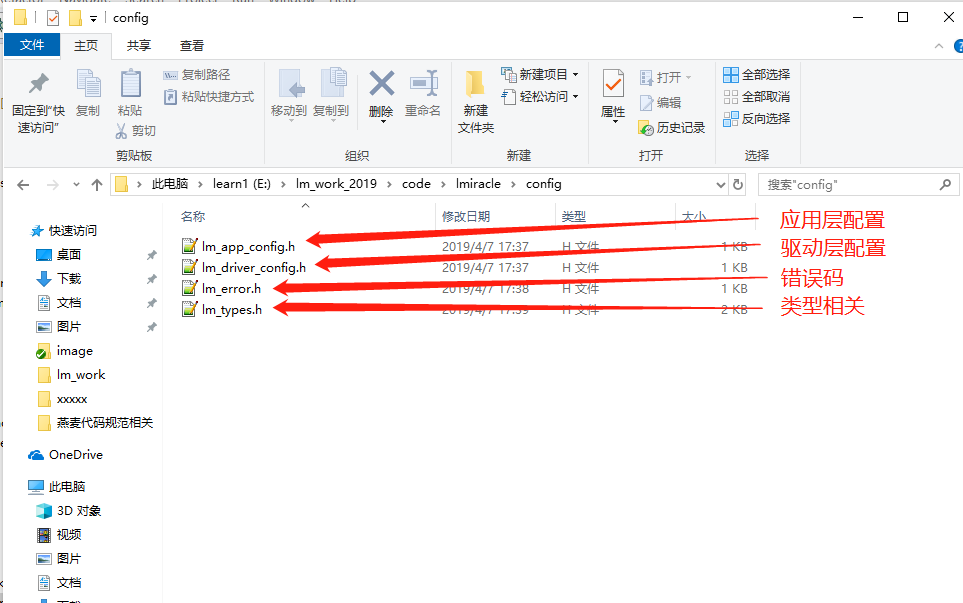 config
文件 主页 共享 查看
固定到"快速访问"
复制
粘贴
复制路径
粘贴快捷方式
剪切
剪贴板
移动到
复制到
删除
重命名
组织
新建文件夹
新建项目
轻松访问
新建
属性
打开
编辑
历史记录
打开
全部选择
全部取消
反向选择
选择
此电脑 › learn1 (E:) › lm_work_2019 › code › lmiracle › config
搜索"config"
名称 修改日期 类型 大小
lm_app_config.h 2019/4/7 17:37 H 文件 1 KB
lm_driver_config.h 2019/4/7 17:37 H 文件 1 KB
lm_error.h 2019/4/7 17:38 H 文件 1 KB
lm_types.h 2019/4/7 17:39 H 文件 2 KB
应用层配置
驱动层配置
错误码
类型相关
快速访问
桌面
下载
文档
图片
image
lm_work
xxxxx
燕麦代码规范相关
OneDrive
此电脑
3D 对象
视频
图片
文档